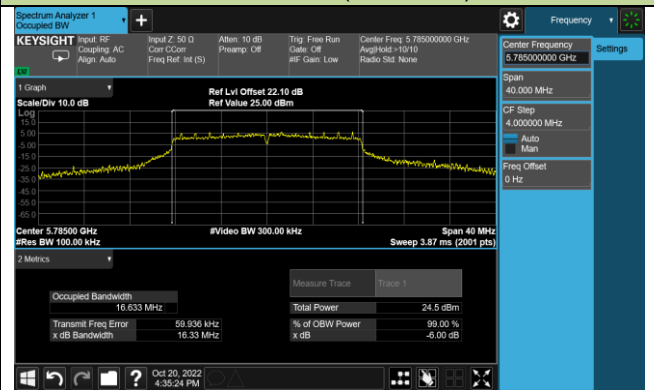 Spectrum Analyzer 1
Occupied BW
Frequency
KEYSIGHT
Input: RF
Coupling: AC
Align: Auto
Input Z: 50 Ω
Corr CCorr
Freq Ref: Int (S)
Atten: 10 dB
Preamp: Off
Trig: Free Run
Gate: Off
#IF Gain: Low
Center Freq: 5.785000000 GHz
Avg|Hold:>10/10
Radio Std: None
Center Frequency
5.785000000 GHz
Settings
Span
40.000 MHz
CF Step
4.000000 MHz
Auto
Man
Freq Offset
0 Hz
1 Graph
Scale/Div 10.0 dB
Ref Lvl Offset 22.10 dB
Ref Value 25.00 dBm
Log
15.0
5.00
-5.00
-15.0
-25.0
-35.0
-45.0
-55.0
-65.0
Center 5.78500 GHz
#Res BW 100.00 kHz
#Video BW 300.00 kHz
Span 40 MHz
Sweep 3.87 ms (2001 pts)
2 Metrics
Measure Trace
Trace 1
Occupied Bandwidth
16.633 MHz
Total Power
24.5 dBm
Transmit Freq Error
59.936 kHz
% of OBW Power
99.00 %
x dB Bandwidth
16.33 MHz
x dB
-6.00 dB
Oct 20, 2022
4:35:24 PM